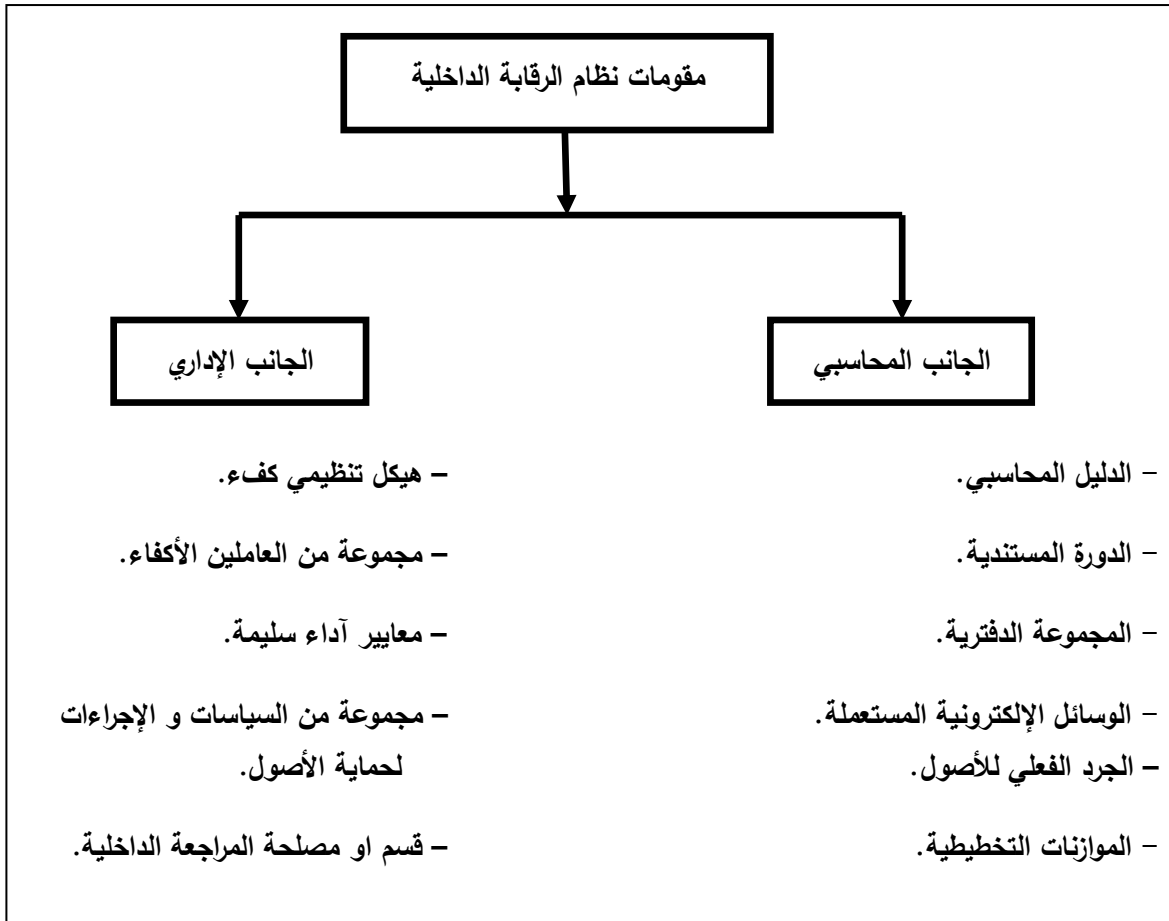 مقومات نظام الرقابة الداخلية
الجانب المحاسبي
- الدليل المحاسبي.
- الدورة المستندية.
- المجموعة الدفترية.
- الوسائل الإلكترونية المستعملة.
– الجرد الفعلي للأصول.
- الموازنات التخطيطية.
الجانب الإداري
– هيكل تنظيمي كفء.
– مجموعة من العاملين الأكفاء.
– معايير آداء سليمة.
– مجموعة من السياسات و الإجراءات
لحماية الأصول.
– قسم او مصلحة المراجعة الداخلية.